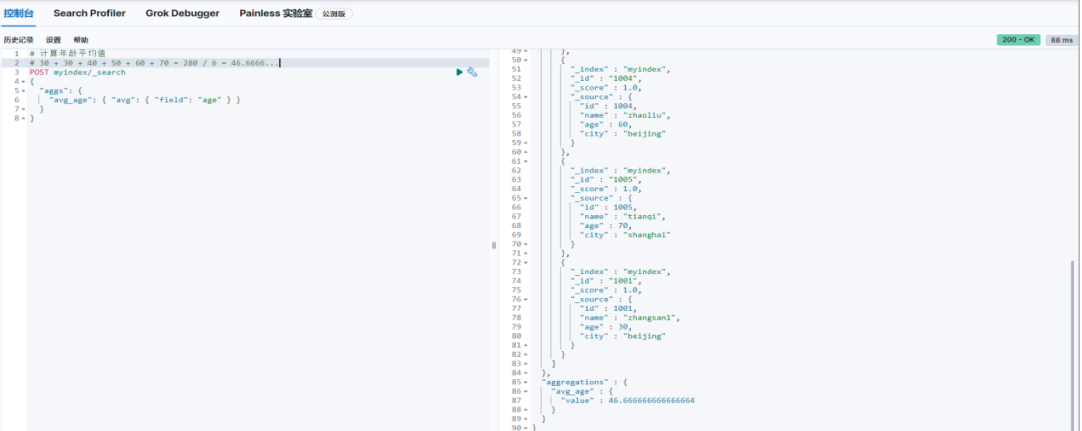 控制台 Search Profiler Grok Debugger Painless 实验室 公测版
历史记录 设置 帮助
200 - OK 88 ms
1 # 计算年龄平均值
2 # 30 + 30 + 40 + 50 + 60 + 70 = 280 / 6 = 46.6666...
3 POST myindex/_search
4 {
5 "aggs": {
6 "avg_age": { "avg": { "field": "age" } }
7 }
8 }
49 },
50 {
51 "_index" : "myindex",
52 "_id" : "1004",
53 "_score" : 1.0,
54 "_source" : {
55 "id" : 1004,
56 "name" : "zhaoliu",
57 "age" : 60,
58 "city" : "beijing"
59 }
60 },
61 {
62 "_index" : "myindex",
63 "_id" : "1005",
64 "_score" : 1.0,
65 "_source" : {
66 "id" : 1005,
67 "name" : "tianqi",
68 "age" : 70,
69 "city" : "shanghai"
70 }
71 },
72 {
73 "_index" : "myindex",
74 "_id" : "1001",
75 "_score" : 1.0,
76 "_source" : {
77 "id" : 1001,
78 "name" : "zhangsan1",
79 "age" : 30,
80 "city" : "beijing"
81 }
82 }
83 ]
84 },
85 "aggregations" : {
86 "avg_age" : {
87 "value" : 46.666666666666664
88 }
89 }
90 }